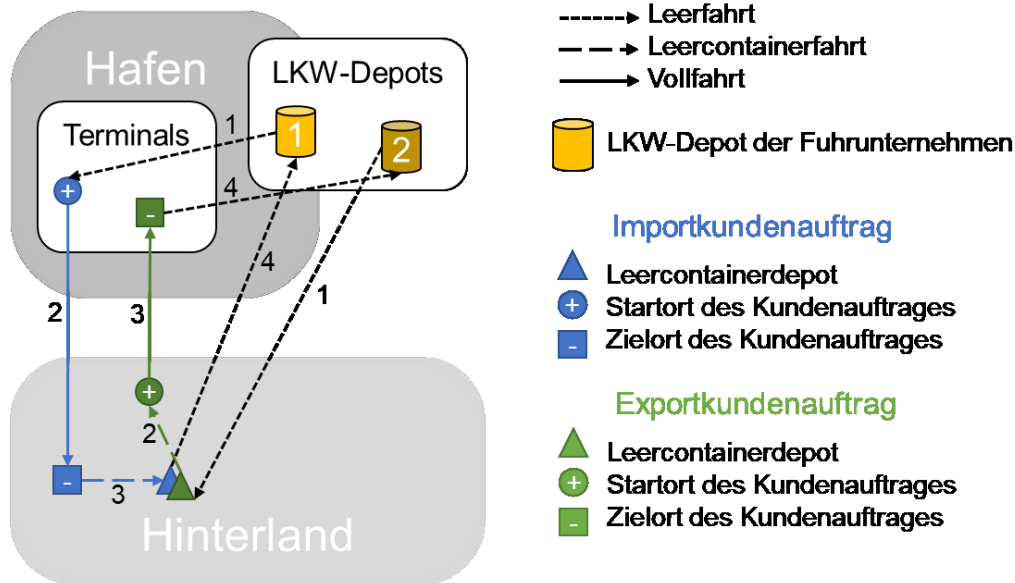 Hafen
LKW-Depots
Terminals
1
1
2
4
+
-
4
2
3
1
+
2
-
3
Hinterland
Leerfahrt
Leercontainerfahrt
Vollfahrt
LKW-Depot der Fuhrunternehmen
Importkundenauftrag
Leercontainerdepot
+ Startort des Kundenauftrages
- Zielort des Kundenauftrages
Exportkundenauftrag
Leercontainerdepot
+ Startort des Kundenauftrages
- Zielort des Kundenauftrages